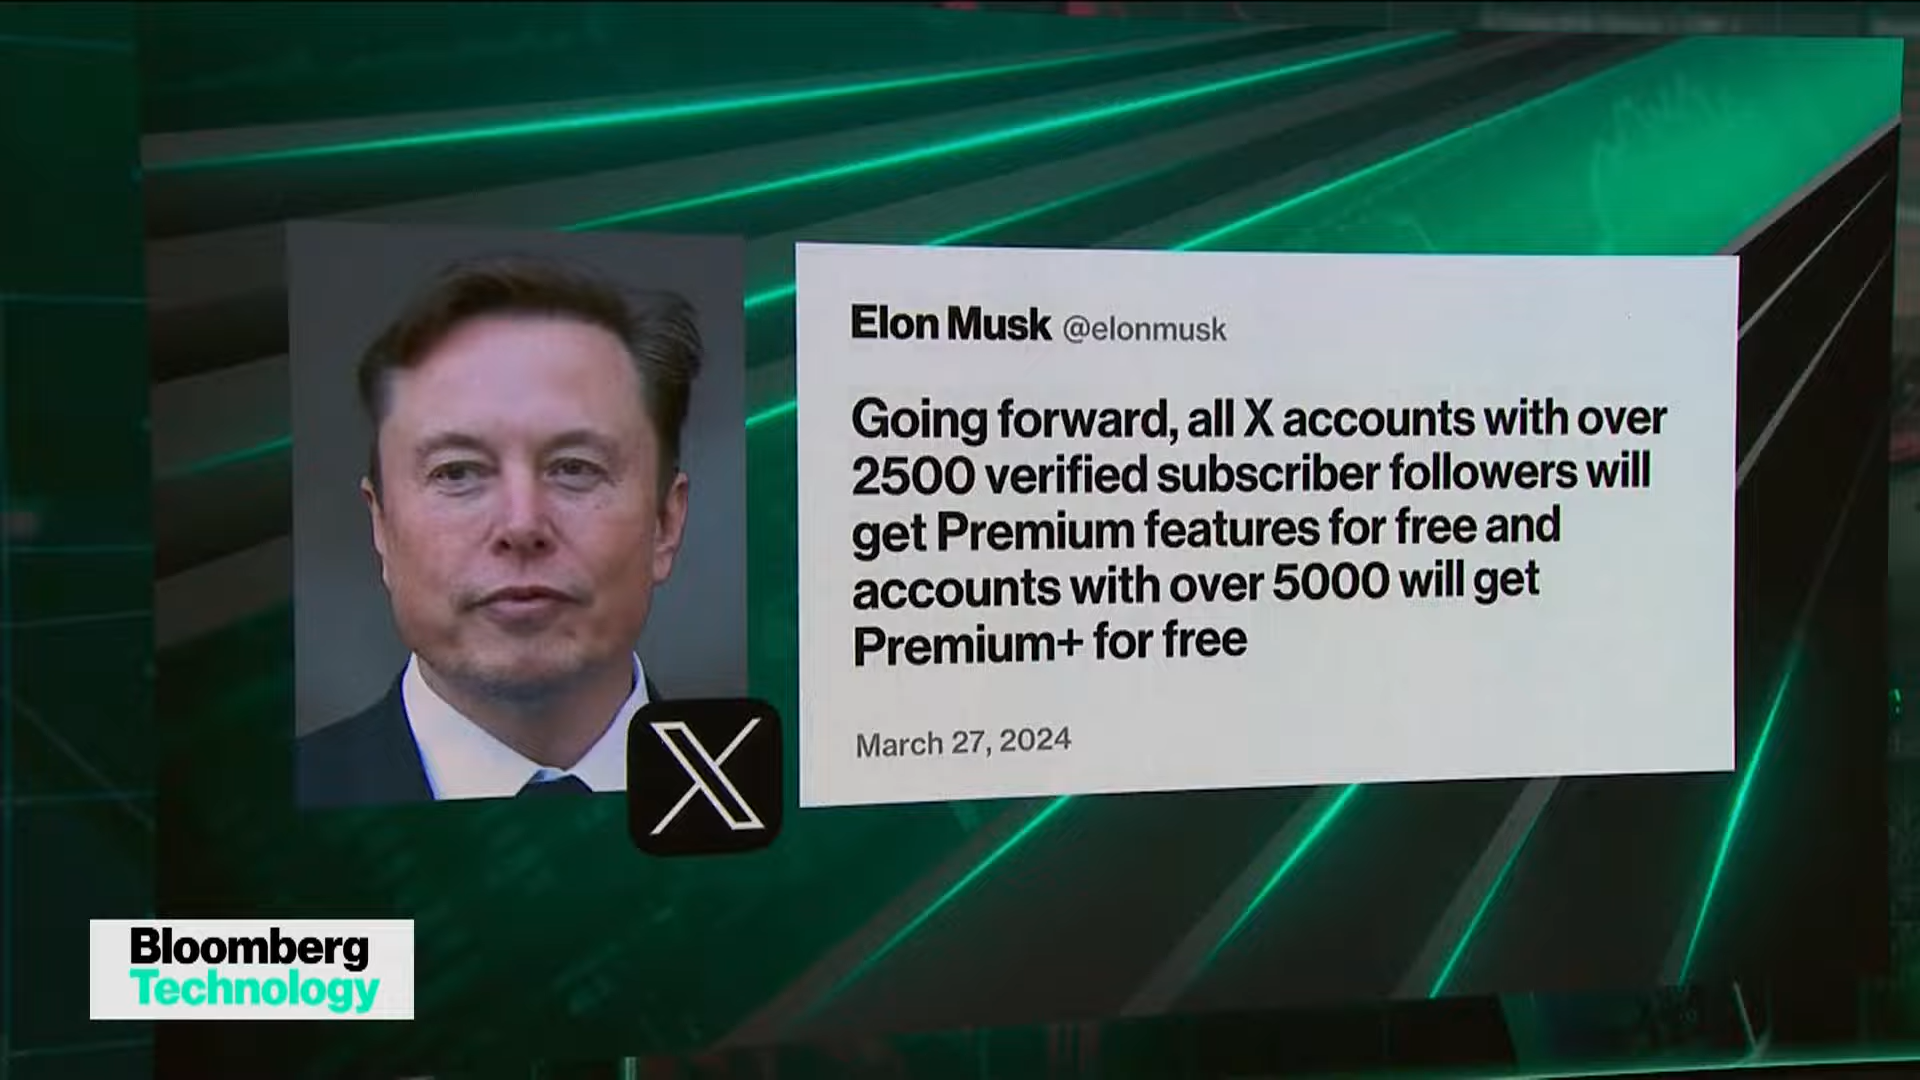 Elon Musk @elonmusk
Going forward, all X accounts with over
2500 verified subscriber followers will
get Premium features for free and
accounts with over 5000 will get
Premium+ for free
March 27, 2024
Bloomberg
Technology